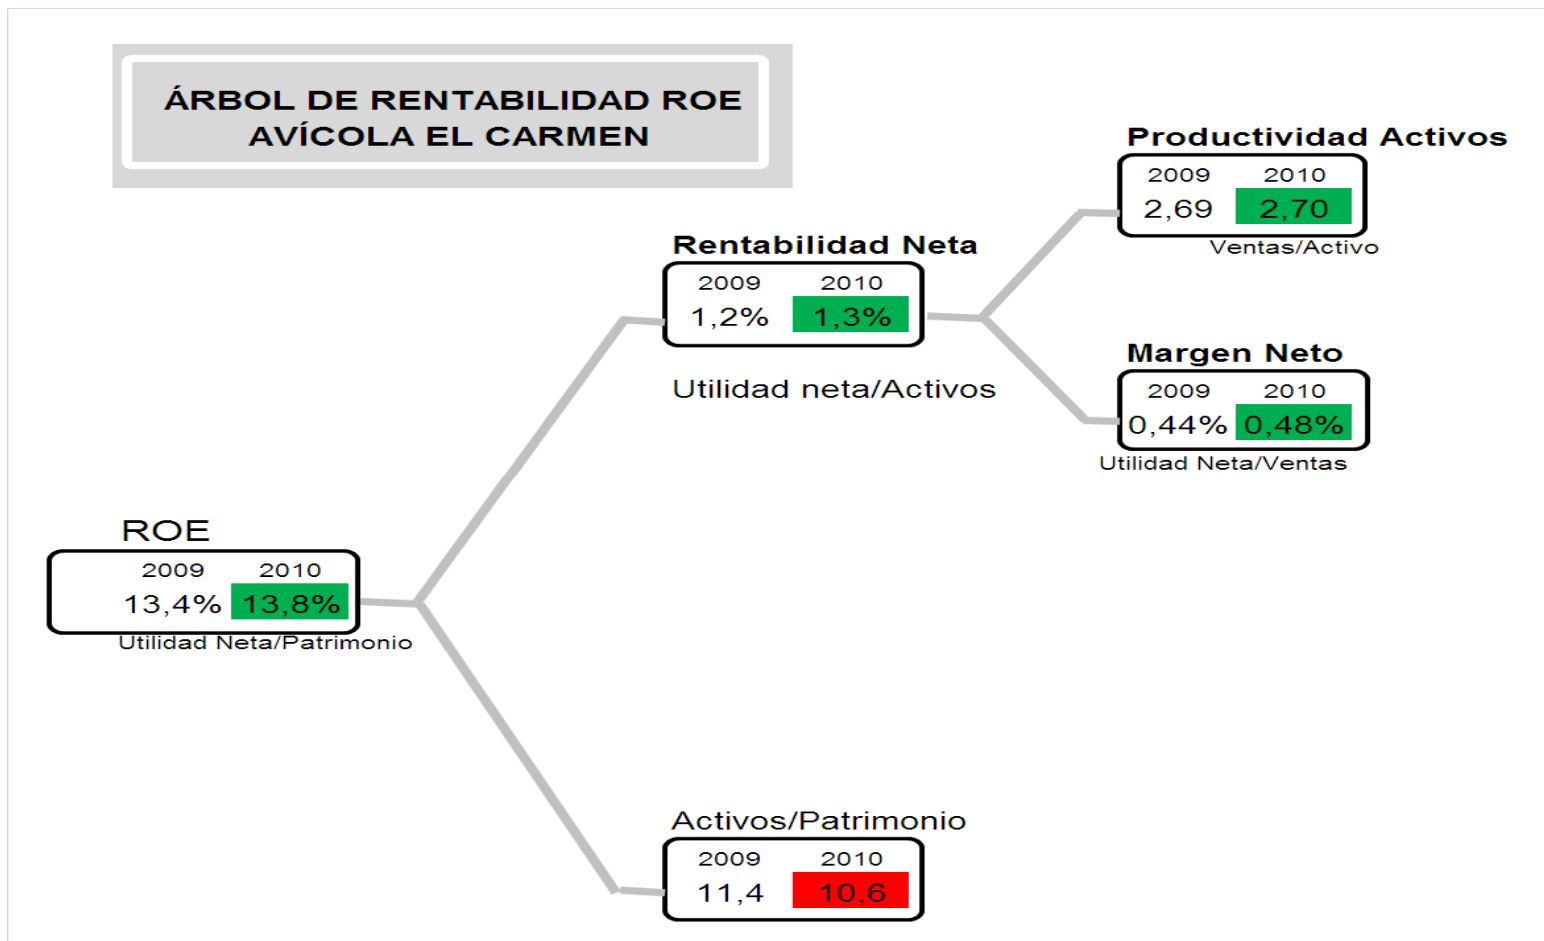 ÁRBOL DE RENTABILIDAD ROE
AVÍCOLA EL CARMEN
Productividad Activos
2009 2010
2,69 2,70
Ventas/Activo
Rentabilidad Neta
2009 2010
1,2% 1,3%
Utilidad neta/Activos
Margen Neto
2009 2010
0,44% 0,48%
Utilidad Neta/Ventas
ROE
2009 2010
13,4% 13,8%
Utilidad Neta/Patrimonio
Activos/Patrimonio
2009 2010
11,4 10,6